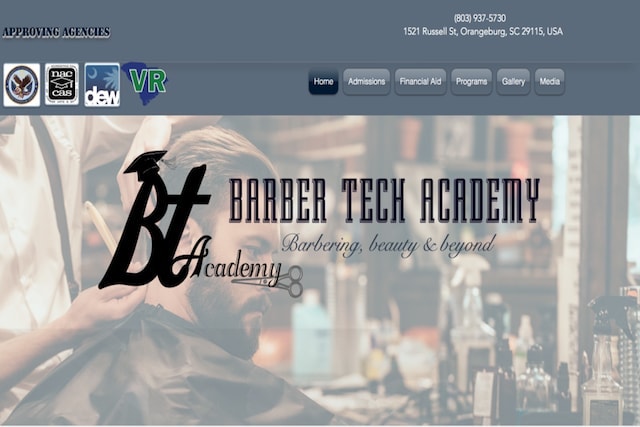 (803) 937-5730
APPROVING AGENCIES
1521 Russell St, Orangeburg, SC 29115, USA
nac
cas
dew
VR
Home
Admissions
Financial Aid
Programs
Gallery
Media
Bt
Academy
BARBER TECH ACADEMY
Barbering, beauty & beyond